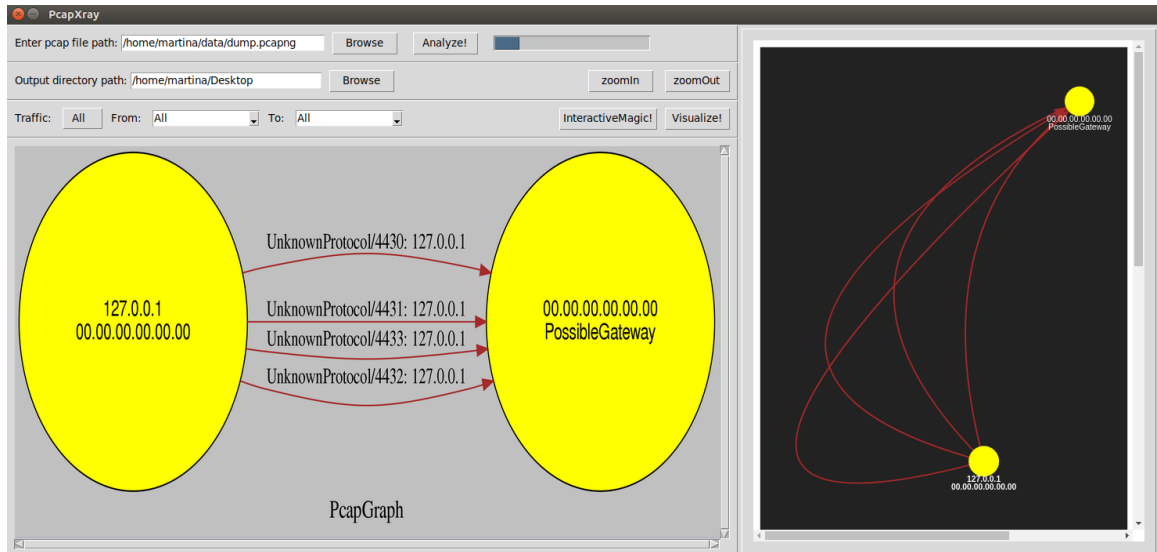 PcapXray
Enter pcap file path: /home/martina/data/dump.pcapng Browse Analyze!
Output directory path: /home/martina/Desktop Browse zoomIn zoomOut
Traffic: All From: All To: All InteractiveMagic! Visualize!
UnknownProtocol/4430: 127.0.0.1
127.0.0.1
00.00.00.00.00.00
UnknownProtocol/4431: 127.0.0.1
UnknownProtocol/4433: 127.0.0.1
UnknownProtocol/4432: 127.0.0.1
00.00.00.00.00.00
PossibleGateway
PcapGraph
00.00.00.00.00.00
PossibleGateway
127.0.0.1
00.00.00.00.00.00